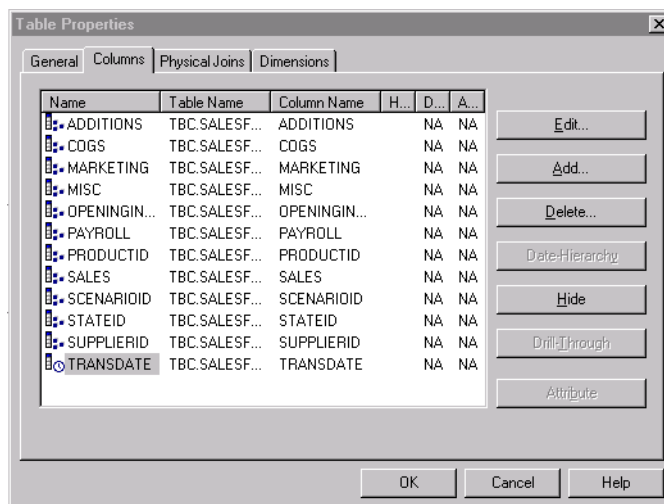 Table Properties
General Columns Physical Joins Dimensions
Name Table Name Column Name H... D... A...
ADDITIONS TBC.SALESF... ADDITIONS NA NA
COGS TBC.SALESF... COGS NA NA
MARKETING TBC.SALESF... MARKETING NA NA
MISC TBC.SALESF... MISC NA NA
OPENINGIN... TBC.SALESF... OPENINGIN... NA NA
PAYROLL TBC.SALESF... PAYROLL NA NA
PRODUCTID TBC.SALESF... PRODUCTID NA NA
SALES TBC.SALESF... SALES NA NA
SCENARIOID TBC.SALESF... SCENARIOID NA NA
STATEID TBC.SALESF... STATEID NA NA
SUPPLIERID TBC.SALESF... SUPPLIERID NA NA
TRANSDATE TBC.SALESF... TRANSDATE NA NA
Edit...
Add...
Delete...
Date-Hierarchy
Hide
Drill-Through
Attribute
OK Cancel Help